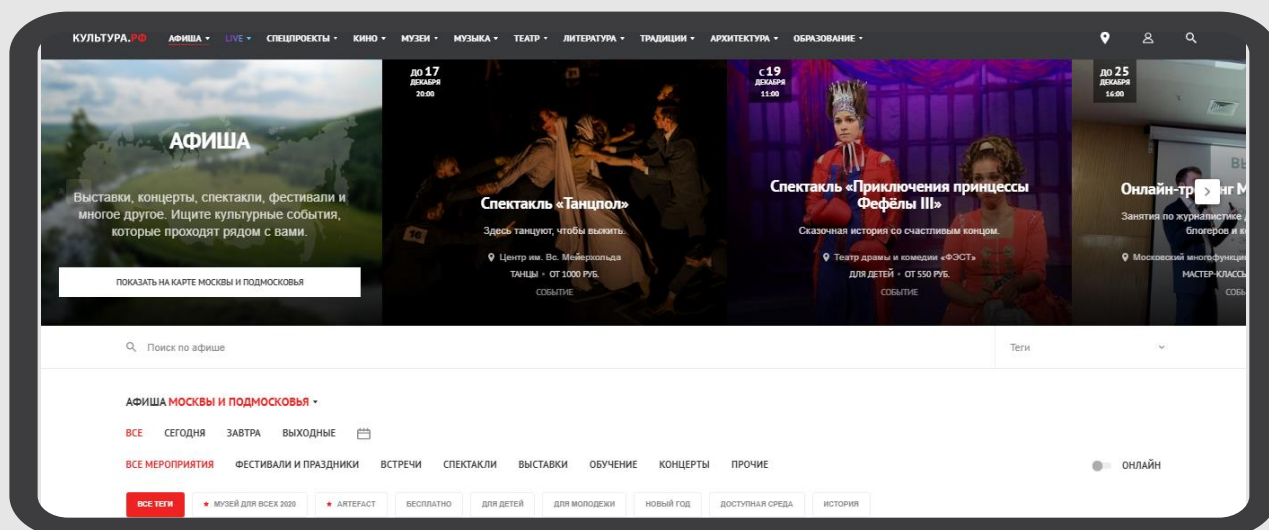 КУЛЬТУРА.РФ АФИША LIVE СПЕЦПРОЕКТЫ КИНО МУЗЕИ МУЗЫКА ТЕАТР ЛИТЕРАТУРА ТРАДИЦИИ АРХИТЕКТУРА ОБРАЗОВАНИЕ
АФИША
Выставки, концерты, спектакли, фестивали и
многое другое. Ищите культурные события,
которые проходят рядом с вами.
ПОКАЗАТЬ НА КАРТЕ МОСКВЫ И ПОДМОСКОВЬЯ
ДО 17
ДЕКАБРЯ
20:00
16
Спектакль «Танцпол»
Здесь танцуют, чтобы выжить.
Центр им. Вс. Мейерхольда
ТАНЦЫ • ОТ 1000 РУБ.
СОБЫТИЕ
С 19
ДЕКАБРЯ
11:00
Спектакль «Приключения принцессы
Фефёлы III»
Сказочная история со счастливым концом.
Театр драмы и комедии «ФЭСТ»
ДЛЯ ДЕТЕЙ • ОТ 550 РУБ.
СОБЫТИЕ
ДО 25
ДЕКАБРЯ
16:00
Занятия по журналистике
блогеров и
Московский
Поиск по афише Теги
АФИША МОСКВЫ И ПОДМОСКОВЬЯ
ВСЕ СЕГОДНЯ ЗАВТРА ВЫХОДНЫЕ
ВСЕ МЕРОПРИЯТИЯ ФЕСТИВАЛИ И ПРАЗДНИКИ ВСТРЕЧИ СПЕКТАКЛИ ВЫСТАВКИ ОБУЧЕНИЕ КОНЦЕРТЫ ПРОЧИЕ ОНЛАЙН
ВСЕ ТЕГИ ★ МУЗЕЙ ДЛЯ ВСЕХ 2020 ★ ARTEFACT БЕСПЛАТНО ДЛЯ ДЕТЕЙ ДЛЯ МОЛОДЕЖИ НОВЫЙ ГОД ДОСТУПНАЯ СРЕДА ИСТОРИЯ